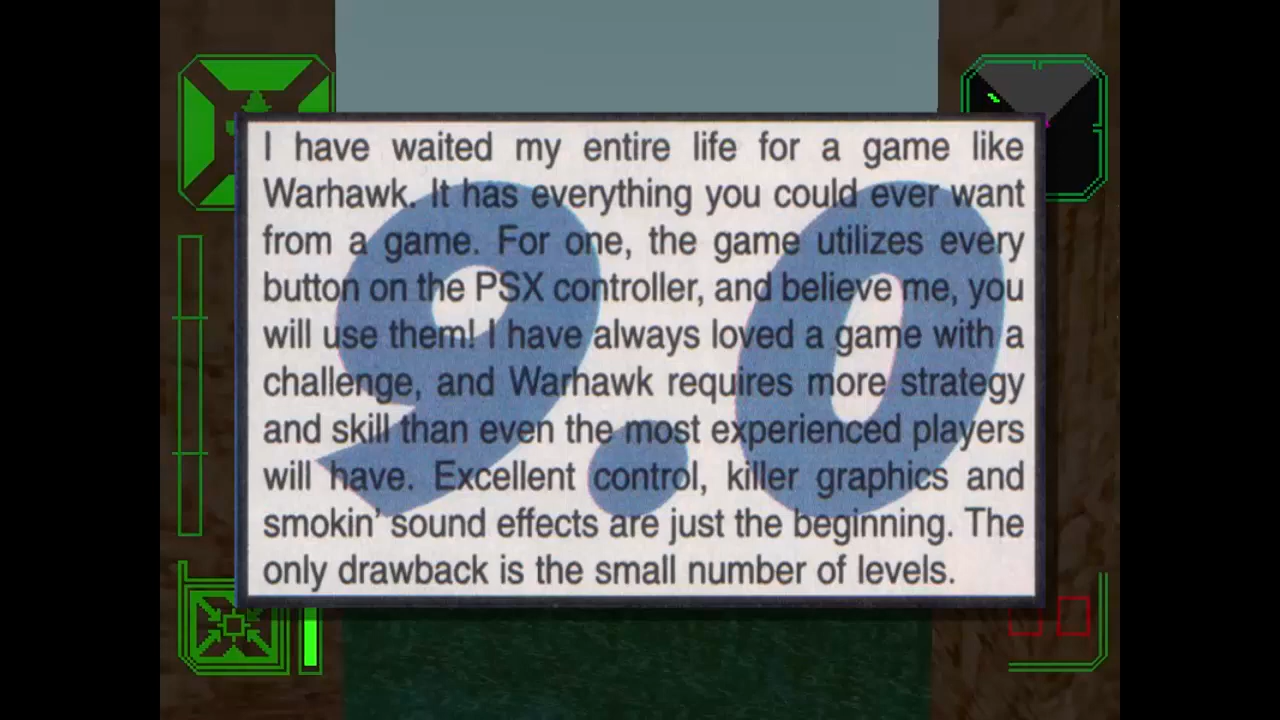 I have waited my entire life for a game like
Warhawk. It has everything you could ever want
from a game. For one, the game utilizes every
button on the PSX controller, and believe me, you
will use them! I have always loved a game with a
challenge, and Warhawk requires more strategy
and skill than even the most experienced players
will have. Excellent control, killer graphics and
smokin' sound effects are just the beginning. The
only drawback is the small number of levels.
9.0